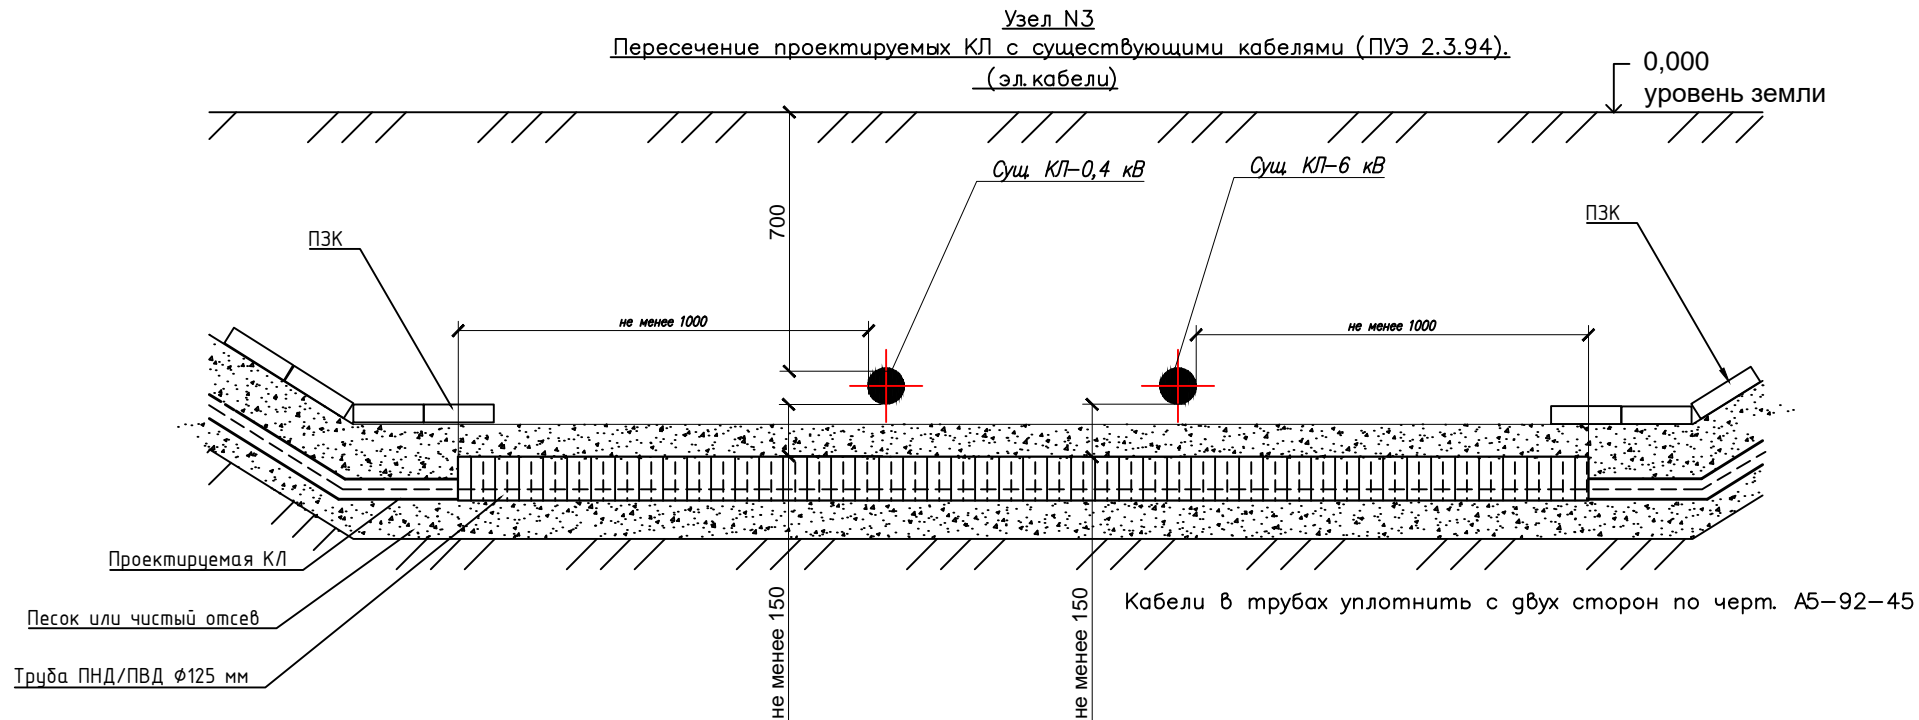 Узел N3
Пересечение проектируемых КЛ с существующими кабелями (ПУЭ 2.3.94).
(эл.кабели)
0,000
уровень земли
Сущ. КЛ-0,4 кВ
Сущ. КЛ-6 кВ
700
ПЗК
ПЗК
не менее 1000
не менее 1000
Проектируемая КЛ
Песок или чистый отсев
Труба ПНД/ПВД Ф125 мм
не менее 150
не менее 150
Кабели в трубах уплотнить с двух сторон по черт. А5-92-45